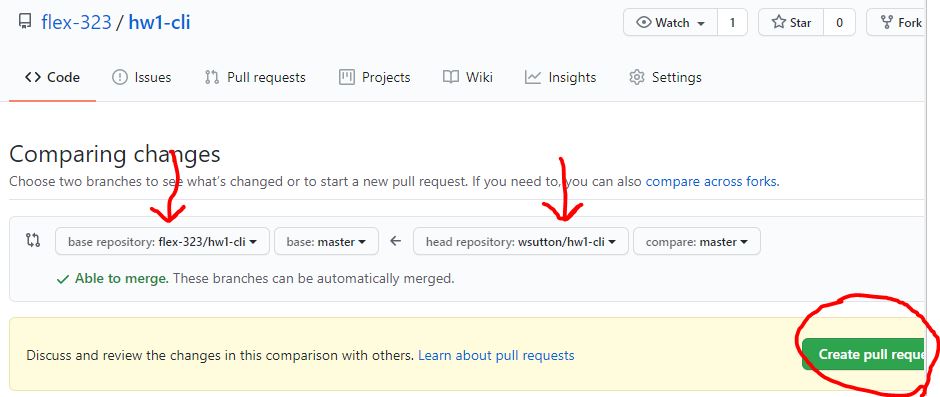 flex-323 / hw1-cli Watch 1 Star 0 Fork
Code Issues Pull requests Projects Wiki Insights Settings
Comparing changes
Choose two branches to see what's changed or to start a new pull request. If you need to, you can also compare across forks.
base repository: flex-323/hw1-cli base: master head repository: wsutton/hw1-cli compare: master
Able to merge. These branches can be automatically merged.
Discuss and review the changes in this comparison with others. Learn about pull requests Create pull reque